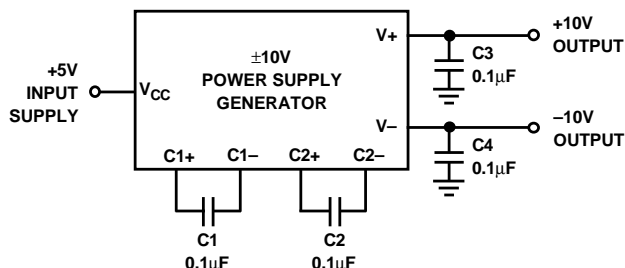 +5V
INPUT
SUPPLY
VCC
±10V
POWER SUPPLY
GENERATOR
V+
C3
0.1µF
+10V
OUTPUT
V–
C4
0.1µF
–10V
OUTPUT
C1+ C1– C2+ C2–
C1
0.1µF
C2
0.1µF